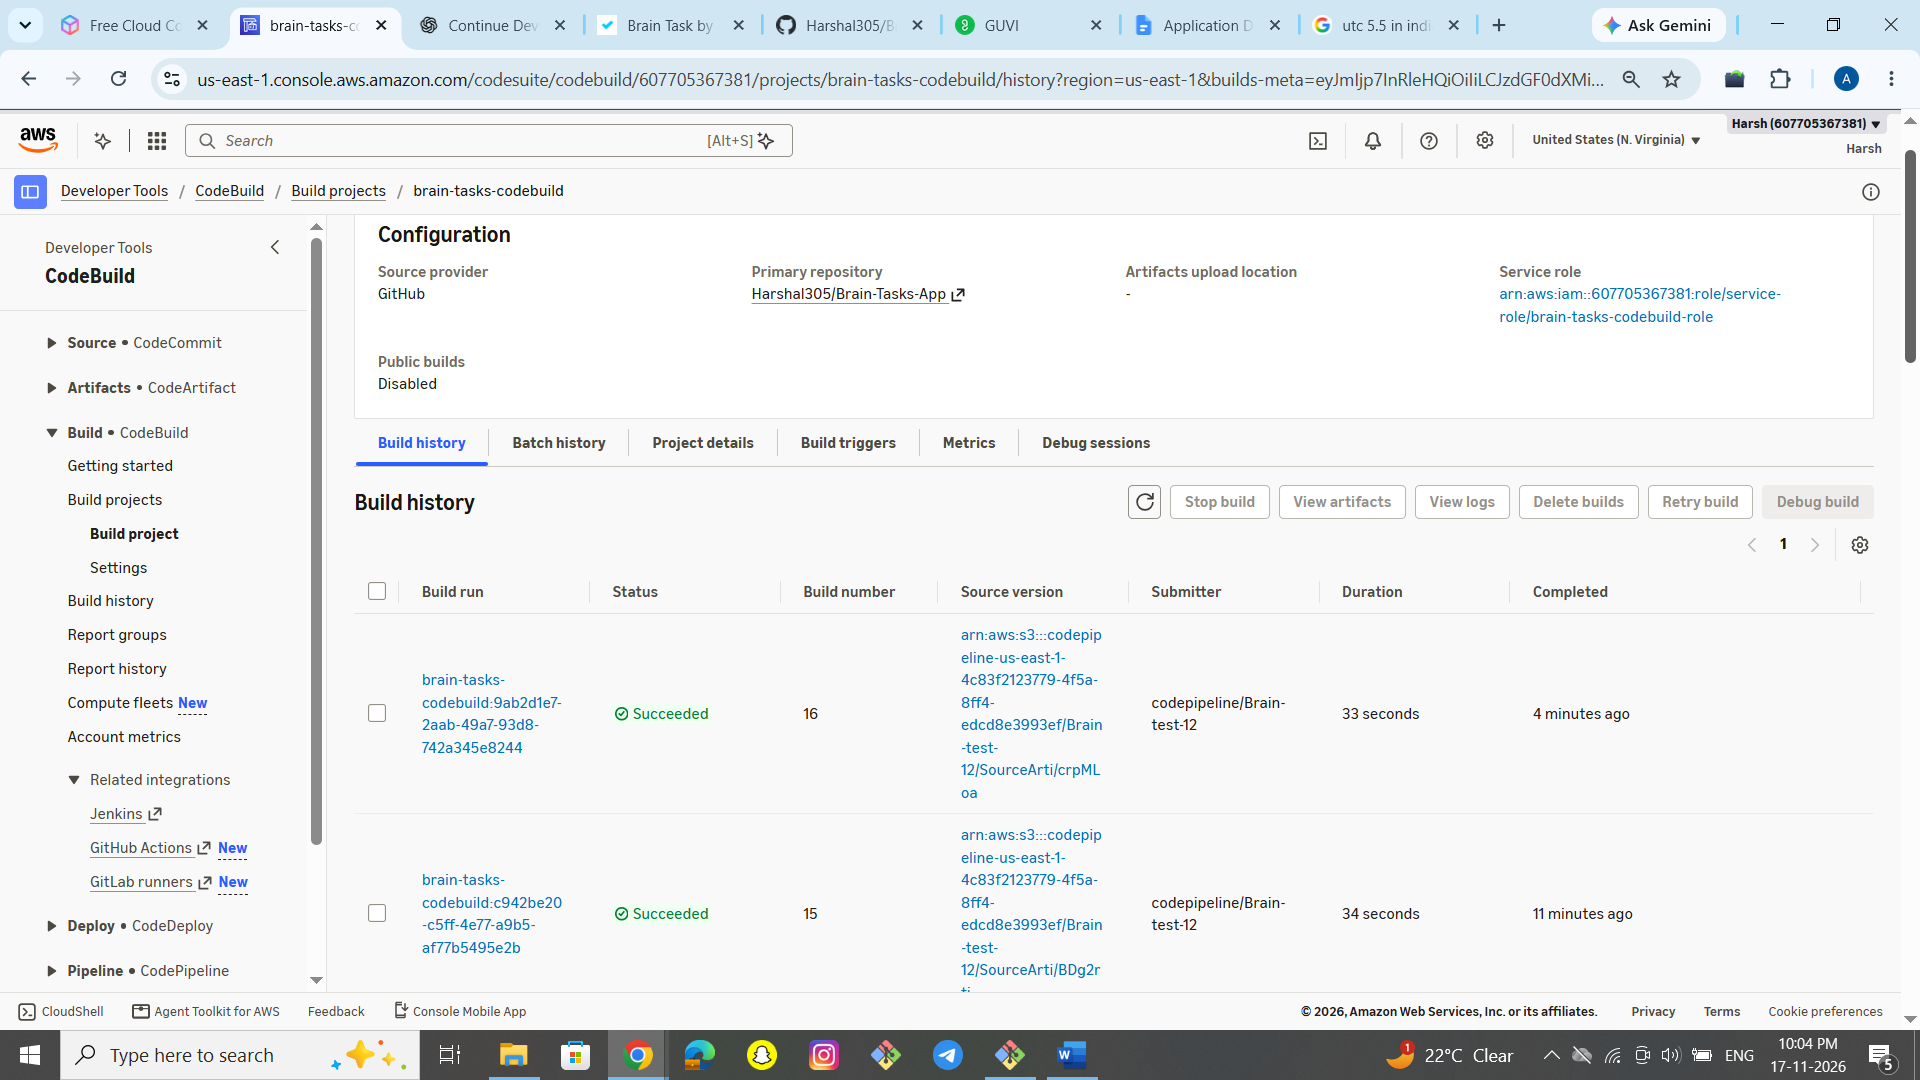 Free Cloud Co
brain-tasks-co
Continue Dev
Brain Task by
Harshal305/B
GUVI
Application D
utc 5.5 in indi
Ask Gemini
us-east-1.console.aws.amazon.com/codesuite/codebuild/607705367381/projects/brain-tasks-codebuild/history?region=us-east-1&builds-meta=eyJmIjp7InRleHQiOiIiLCJzdGF0dXMi...
A
aws
Search
[Alt+S]
United States (N. Virginia)
Harsh (607705367381)
Harsh
Developer Tools / CodeBuild / Build projects / brain-tasks-codebuild
Developer Tools
CodeBuild
Source • CodeCommit
Artifacts • CodeArtifact
Build • CodeBuild
Getting started
Build projects
Build project
Settings
Build history
Report groups
Report history
Compute fleets New
Account metrics
Related integrations
Jenkins
GitHub Actions New
GitLab runners New
Deploy • CodeDeploy
Pipeline • CodePipeline
Configuration
Source provider
GitHub
Primary repository
Harshal305/Brain-Tasks-App
Artifacts upload location
-
Service role
arn:aws:iam::607705367381:role/service-
role/brain-tasks-codebuild-role
Public builds
Disabled
Build history
Batch history
Project details
Build triggers
Metrics
Debug sessions
Build history
Stop build
View artifacts
View logs
Delete builds
Retry build
Debug build
1
Build run
Status
Build number
Source version
Submitter
Duration
Completed
brain-tasks-
codebuild:9ab2d1e7-
2aab-49a7-93d8-
742a345e8244
Succeeded
16
arn:aws:s3:::codepip
eline-us-east-1-
4c83f2123779-4f5a-
8ff4-
edcd8e3993ef/Brain
-test-
12/SourceArti/crpML
oa
codepipeline/Brain-
test-12
33 seconds
4 minutes ago
brain-tasks-
codebuild:c942be20
-c5ff-4e77-a9b5-
af77b5495e2b
Succeeded
15
arn:aws:s3:::codepip
eline-us-east-1-
4c83f2123779-4f5a-
8ff4-
edcd8e3993ef/Brain
-test-
12/SourceArti/BDg2r
codepipeline/Brain-
test-12
34 seconds
11 minutes ago
CloudShell
Agent Toolkit for AWS
Feedback
Console Mobile App
© 2026, Amazon Web Services, Inc. or its affiliates.
Privacy
Terms
Cookie preferences
Type here to search
1
22°C Clear
ENG
10:04 PM
17-11-2026
5